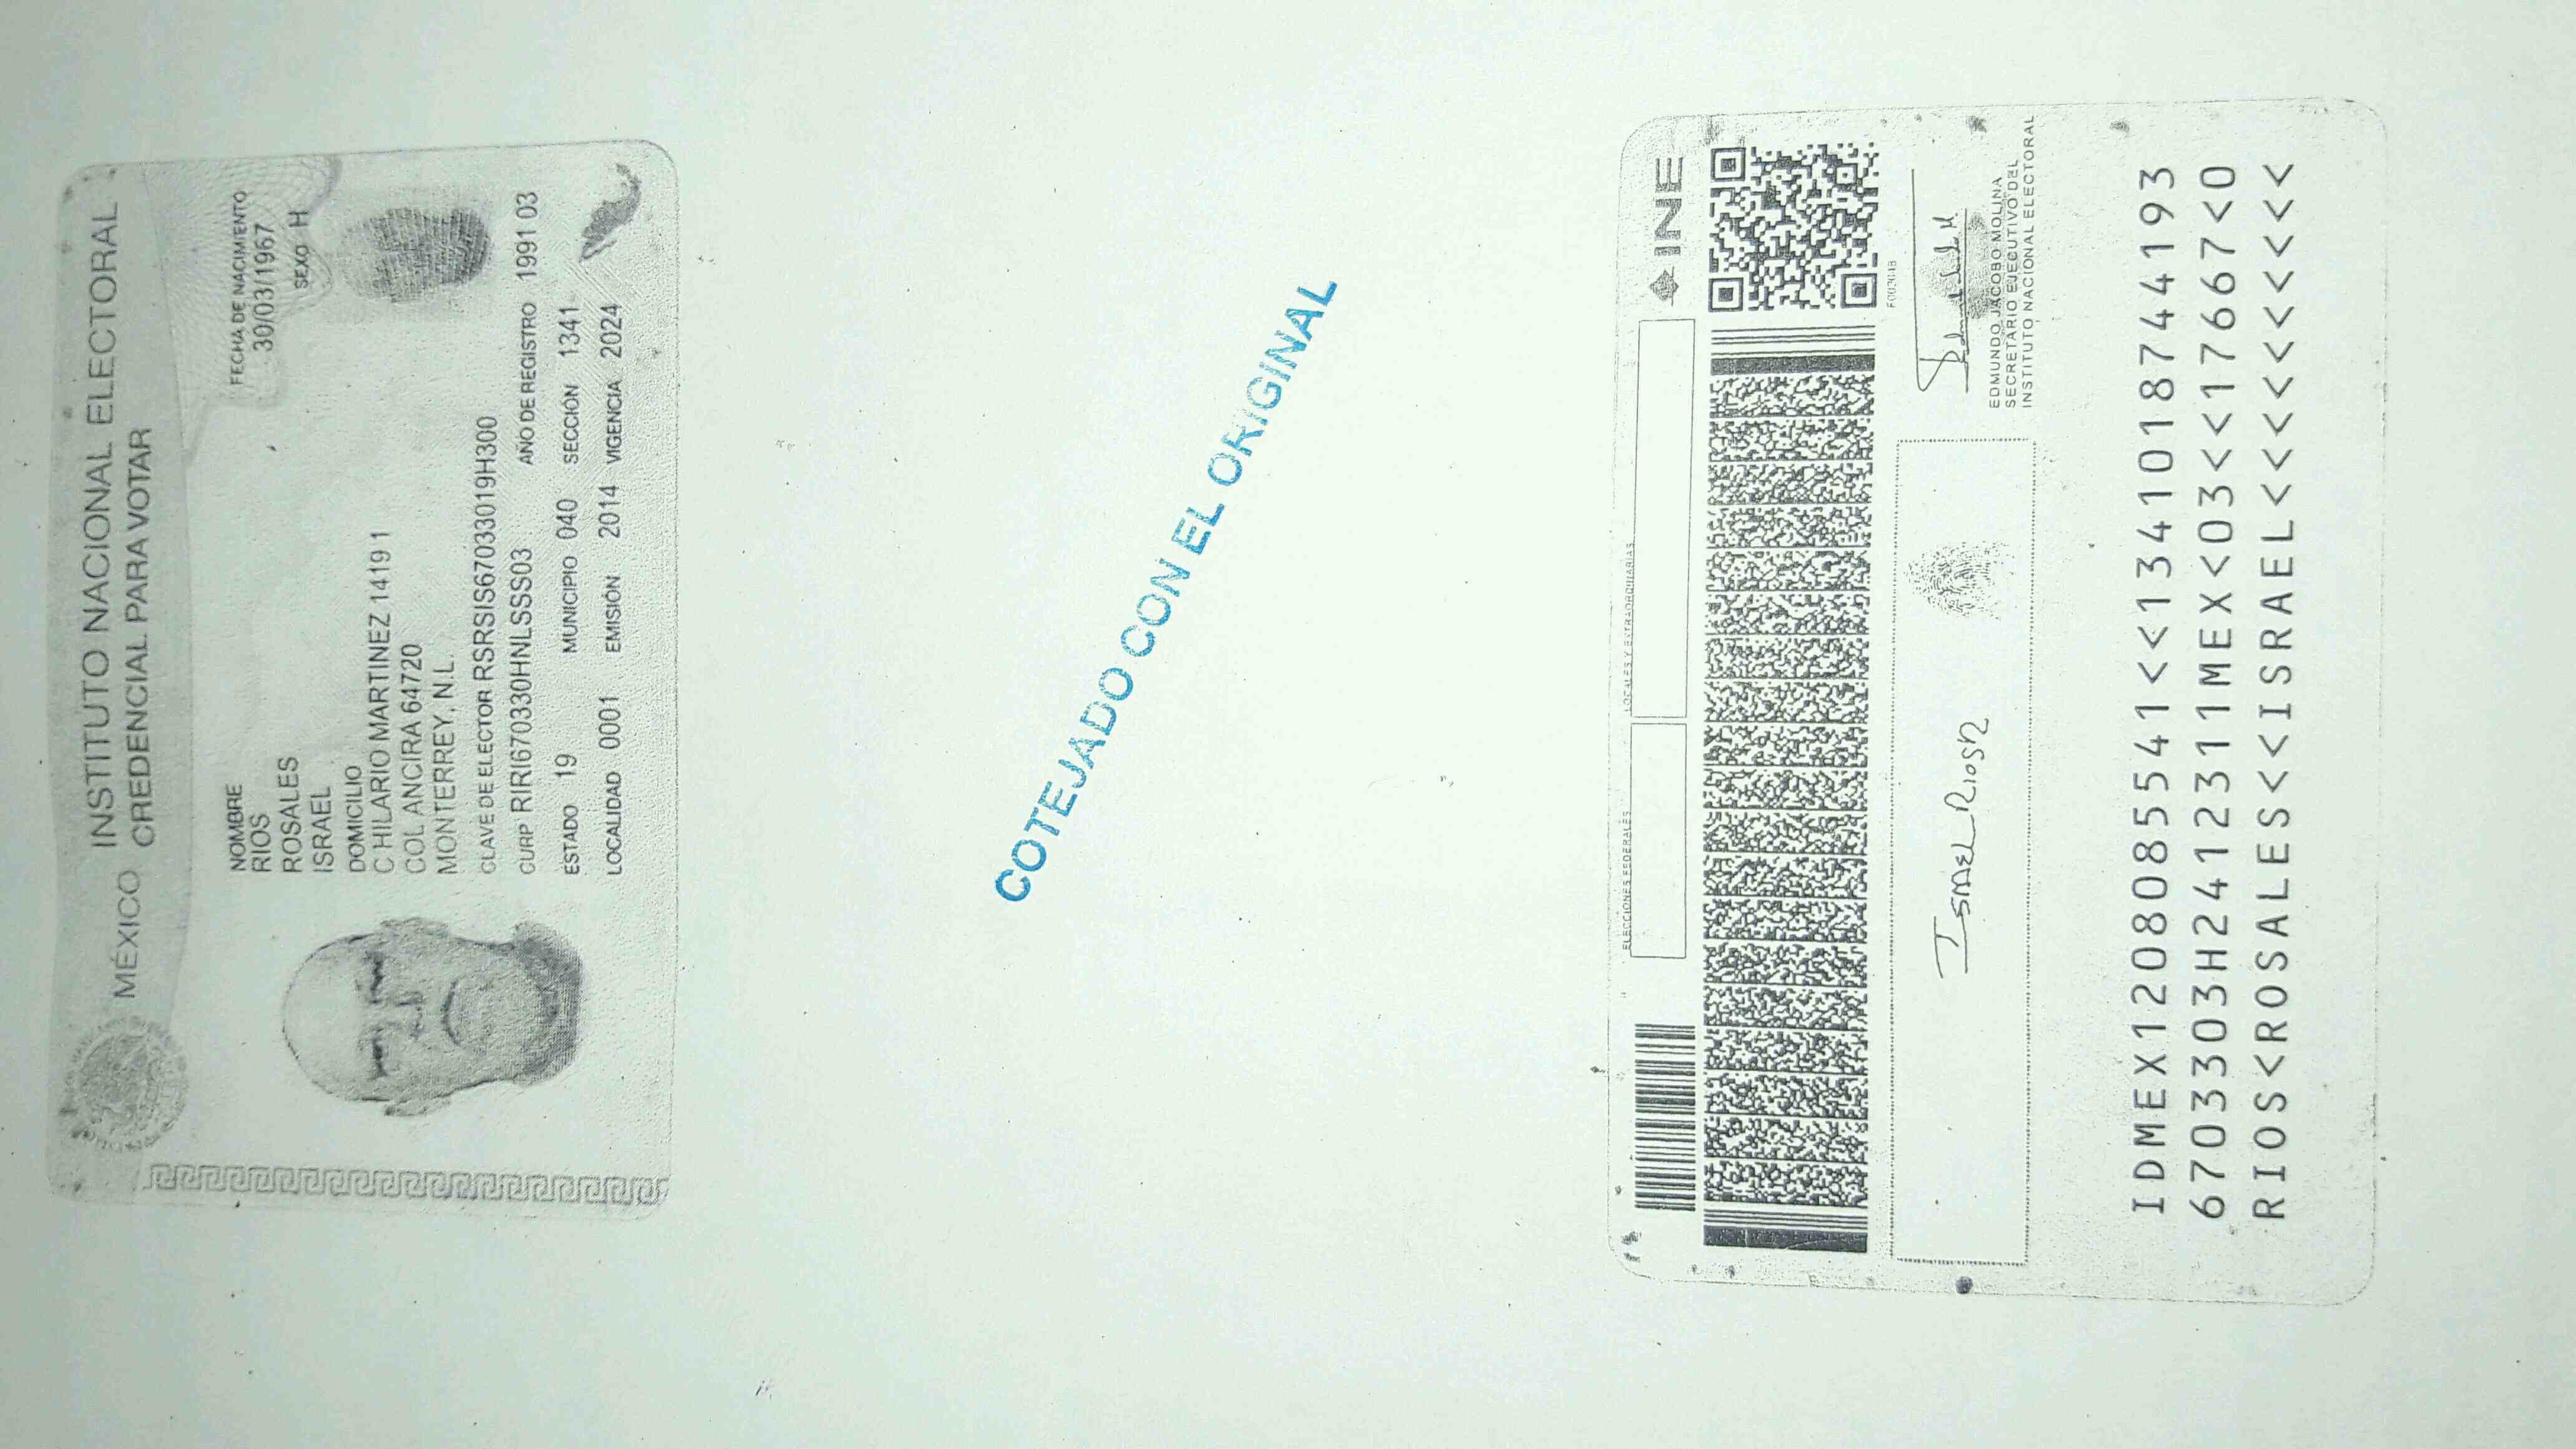 MÉXICO INSTITUTO NACIONAL ELECTORAL
CREDENCIAL PARA VOTAR
NOMBRE
RIOS
ROSALES
ISRAEL
FECHA DE NACIMIENTO
30/03/1967
SEXO H
DOMICILIO
C HILARIO MARTINEZ 1419 1
COL ANCIRA 64720
MONTERREY, N.L.
CLAVE DE ELECTOR RSRSIS67033019H300
CURP RIRI670330HNLSSS03 AÑO DE REGISTRO 1991 03
ESTADO 19 MUNICIPIO 040 SECCIÓN 1341
LOCALIDAD 0001 EMISIÓN 2014 VIGENCIA 2024
COTEJADO CON EL ORIGINAL
ELECCIONES FEDERALES LOCALES Y EXTRAORDINARIAS
INE
Israel Rios R
EDMUNDO JACOBO MOLINA
SECRETARIO EJECUTIVO DEL
INSTITUTO NACIONAL ELECTORAL
IDMEX1208085541<<1341018744193
6703303H2412311MEX<03<<17667<0
RIOS<ROSALES<<ISRAEL<<<<<<<<<<